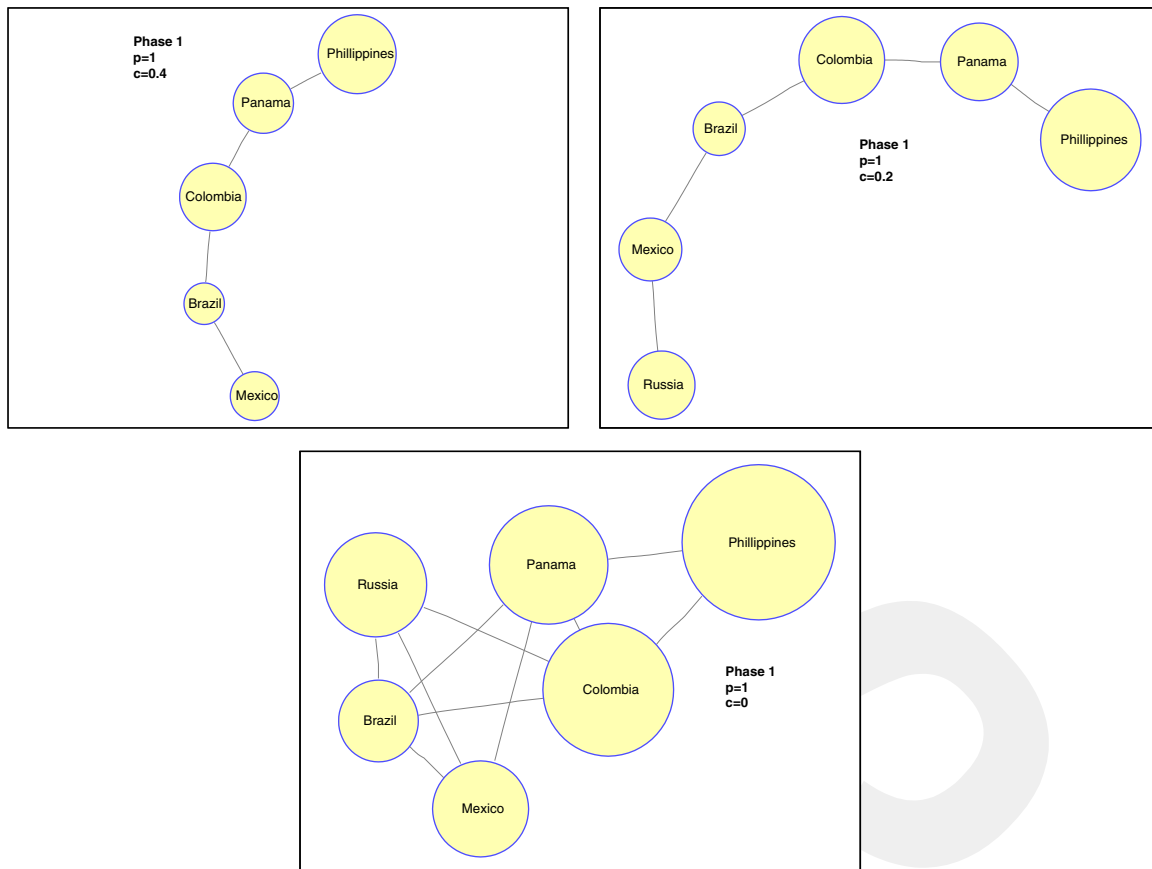 Phase 1
p=1
c=0.4
Phillippines
Panama
Colombia
Brazil
Mexico
Colombia
Panama
Brazil
Phillippines
Phase 1
p=1
c=0.2
Mexico
Russia
Phillippines
Panama
Russia
Colombia
Phase 1
p=1
c=0
Brazil
Mexico